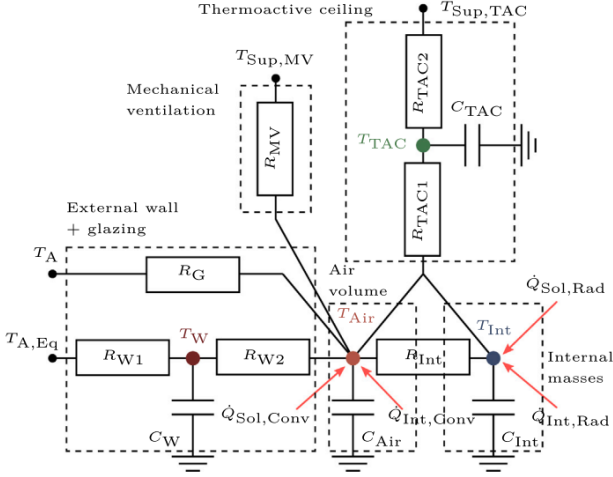 Thermoactive ceiling
T_Sup,TAC
T_Sup,MV
R_TAC2
Mechanical
ventilation
C_TAC
R_MV
T_TAC
R_TAC1
External wall
+ glazing
T_A
R_G
Air
volume
Q̇_Sol,Rad
T_Air
T_Int
T_A,Eq
T_W
R_W1
R_W2
R_Int
Internal
masses
Q̇_Sol,Conv
Q̇_Int,Conv
Q̇_Int,Rad
C_W
C_Air
C_Int